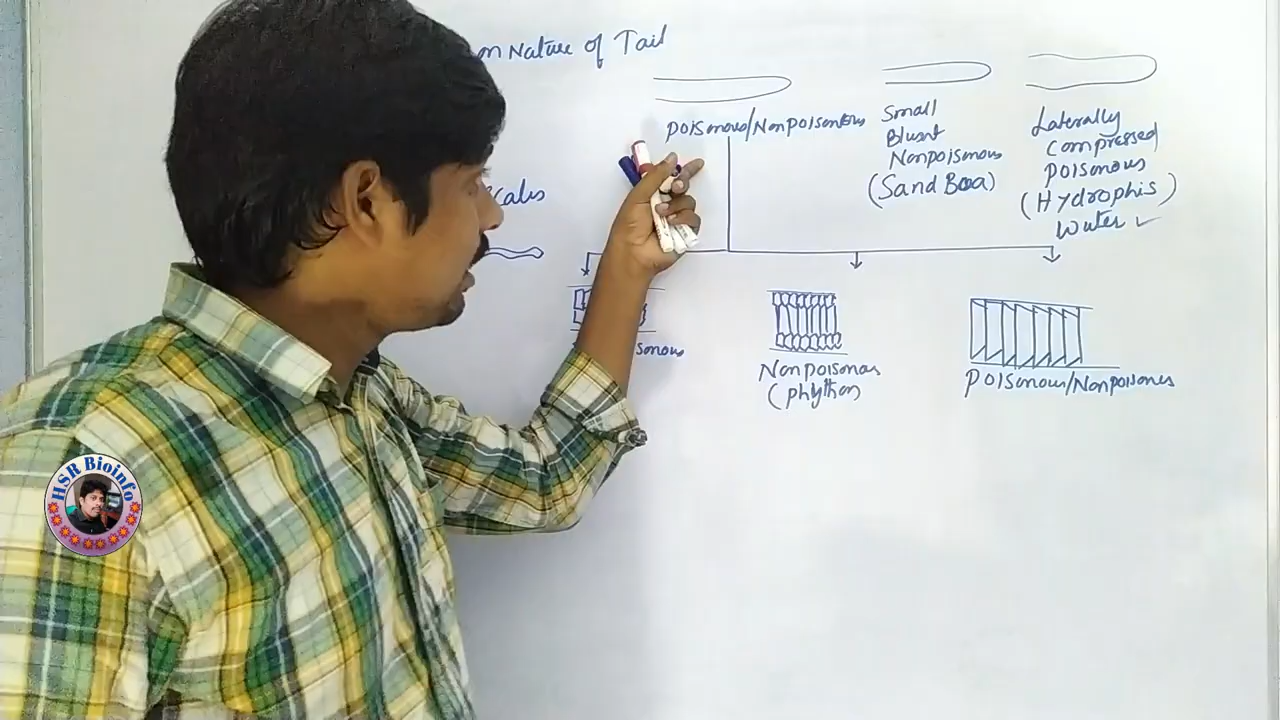 on Nature of Tail
Poisonous/Nonpoisonous
Small
Blunt
Nonpoisonous
(Sand Boa)
Laterally
Compressed
poisonous
(Hydrophis)
Water ✓
Nonpoisonous
(phython)
Poisonous/Nonpoisones
HSR Bioinfo